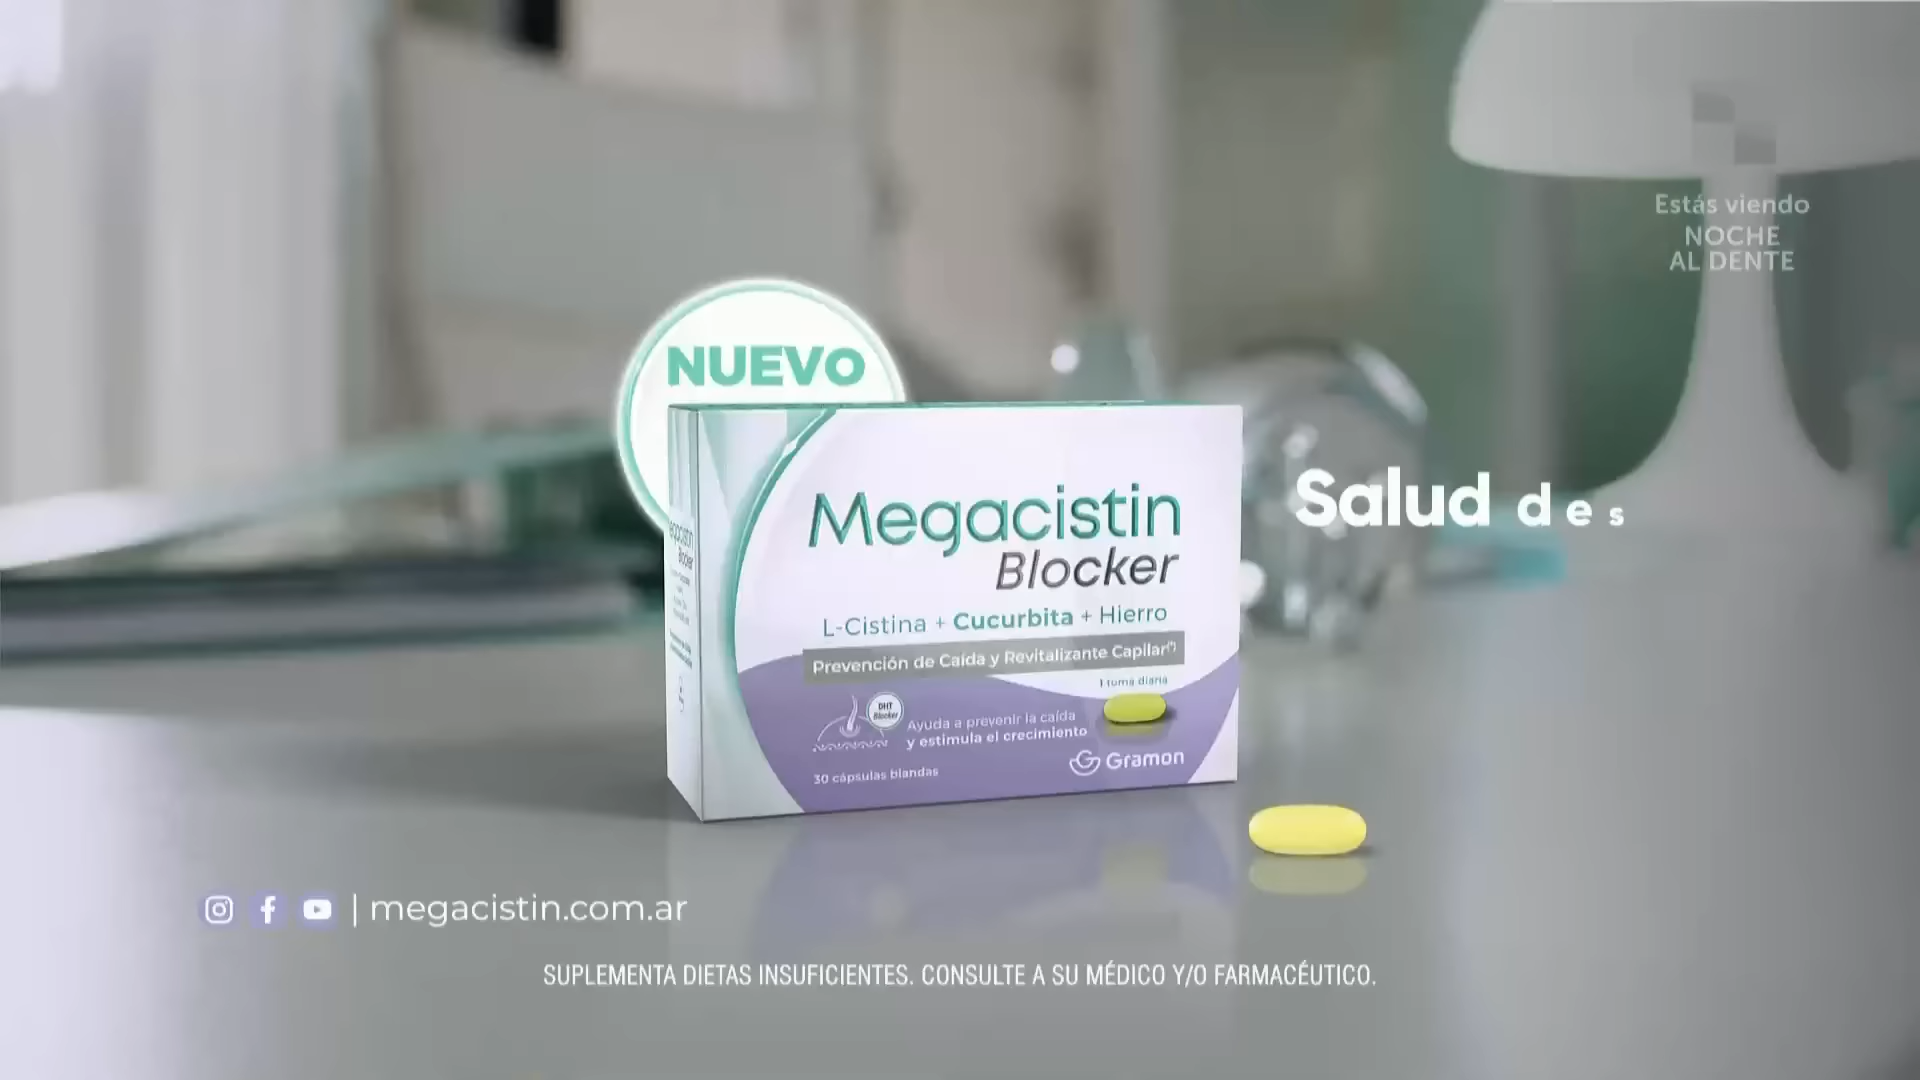 Estás viendo
NOCHE
AL DENTE
NUEVO
Megacistin
Blocker
L-Cistina + Cucurbita + Hierro
Prevención de Caída y Revitalizante Capilar(*)
1 toma diaria
DHT
Blocker
Ayuda a prevenir la caída
y estimula el crecimiento
Gramon
30 cápsulas blandas
Salud des
megacistin.com.ar
SUPLEMENTA DIETAS INSUFICIENTES. CONSULTE A SU MÉDICO Y/O FARMACÉUTICO.